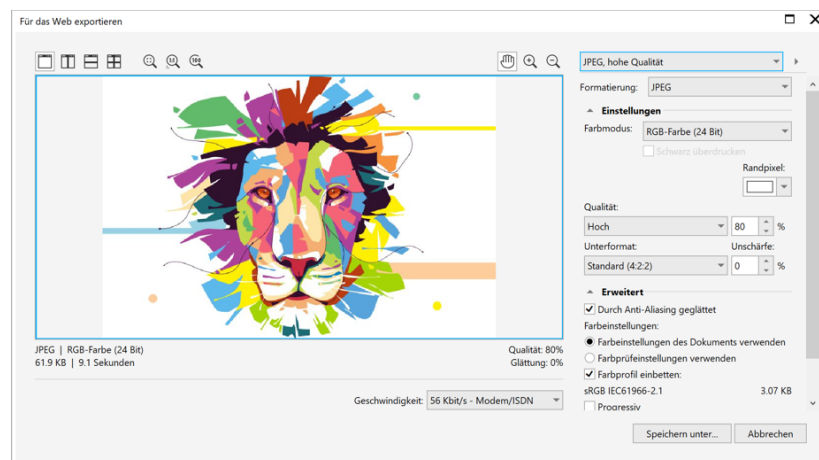 Für das Web exportieren
1:1
100
JPEG, hohe Qualität
Formatierung: JPEG
Einstellungen
Farbmodus: RGB-Farbe (24 Bit)
Schwarz überdrucken
Randpixel:
Qualität:
Hoch 80 %
Unterformat: Unschärfe:
Standard (4:2:2) 0 %
Erweitert
Durch Anti-Aliasing geglättet
Farbeinstellungen:
Farbeinstellungen des Dokuments verwenden
Farbprüfeinstellungen verwenden
Farbprofil einbetten:
sRGB IEC61966-2.1 3.07 KB
Progressiv
JPEG | RGB-Farbe (24 Bit) Qualität: 80%
61.9 KB | 9.1 Sekunden Glättung: 0%
Geschwindigkeit: 56 Kbit/s - Modem/ISDN
Speichern unter... Abbrechen